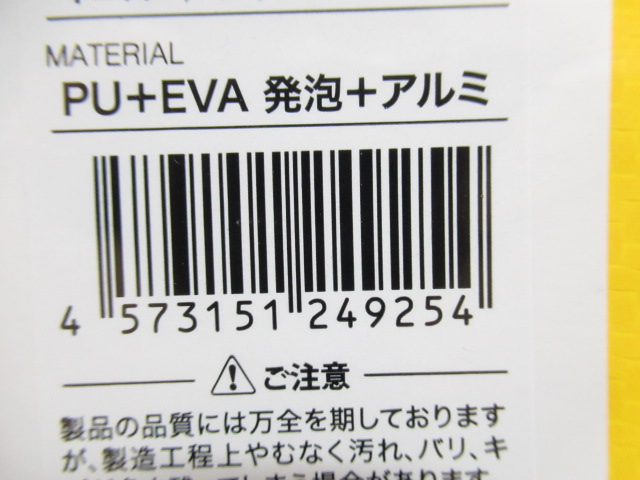 MATERIAL
PU+EVA 発泡+アルミ
4 573151 249254
ご注意
製品の品質には万全を期しております
が、製造工程上やむなく汚れ、バリ、キ